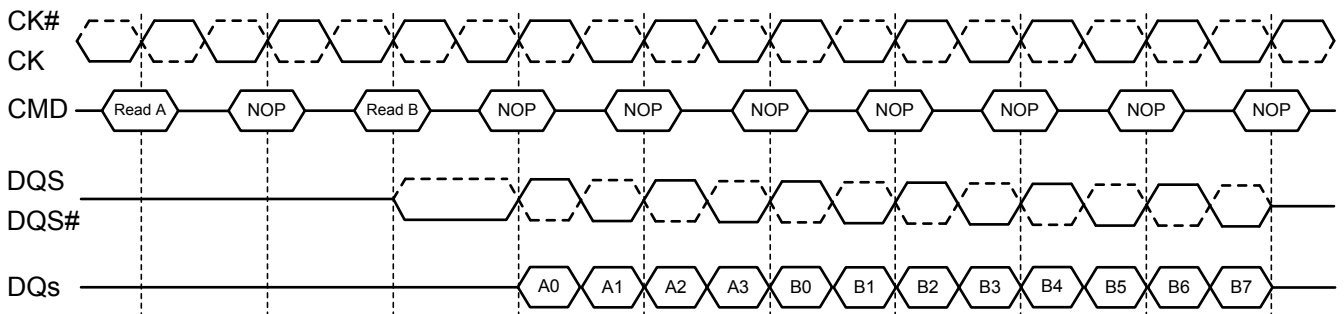 CK#
CK
CMD Read A NOP Read B NOP NOP NOP NOP NOP NOP NOP
DQS
DQS#
DQs A0 A1 A2 A3 B0 B1 B2 B3 B4 B5 B6 B7